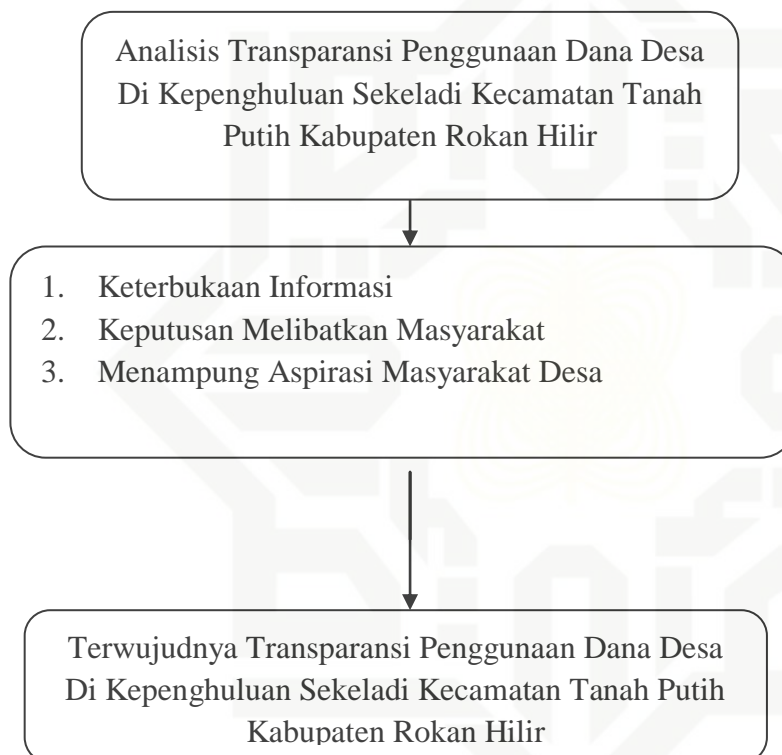 Analisis Transparansi Penggunaan Dana Desa
Di Kepenghuluan Sekeladi Kecamatan Tanah
Putih Kabupaten Rokan Hilir
1. Keterbukaan Informasi
2. Keputusan Melibatkan Masyarakat
3. Menampung Aspirasi Masyarakat Desa
Terwujudnya Transparansi Penggunaan Dana Desa
Di Kepenghuluan Sekeladi Kecamatan Tanah Putih
Kabupaten Rokan Hilir